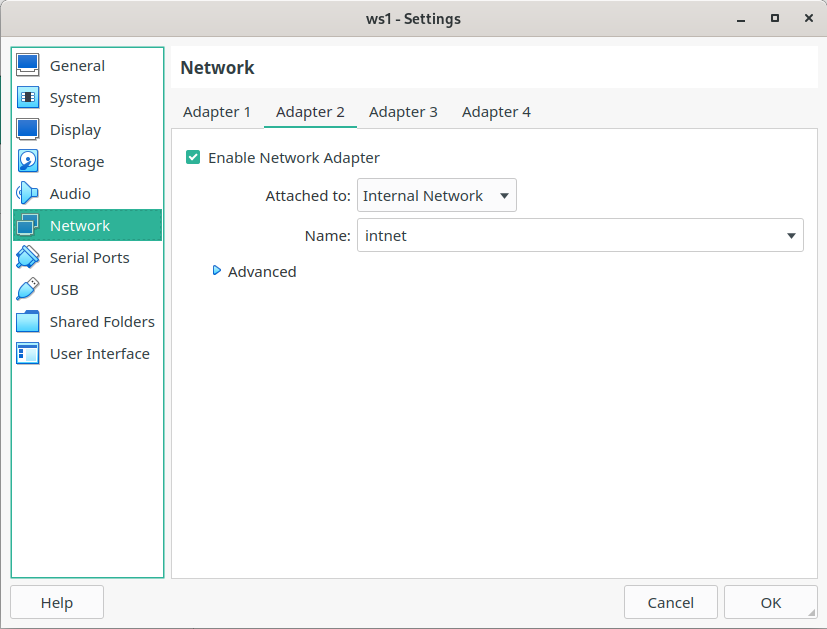 ws1 - Settings
General
System
Display
Storage
Audio
Network
Serial Ports
USB
Shared Folders
User Interface
Network
Adapter 1 Adapter 2 Adapter 3 Adapter 4
Enable Network Adapter
Attached to: Internal Network
Name: intnet
Advanced
Help Cancel OK